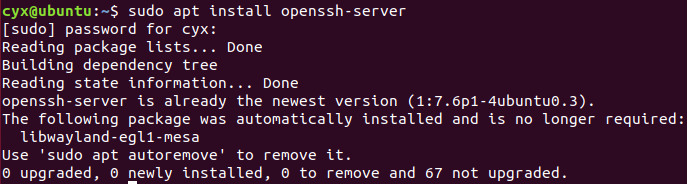 cyx@ubuntu:~$ sudo apt install openssh-server
[sudo] password for cyx:
Reading package lists... Done
Building dependency tree
Reading state information... Done
openssh-server is already the newest version (1:7.6p1-4ubuntu0.3).
The following package was automatically installed and is no longer required:
  libwayland-egl1-mesa
Use 'sudo apt autoremove' to remove it.
0 upgraded, 0 newly installed, 0 to remove and 67 not upgraded.